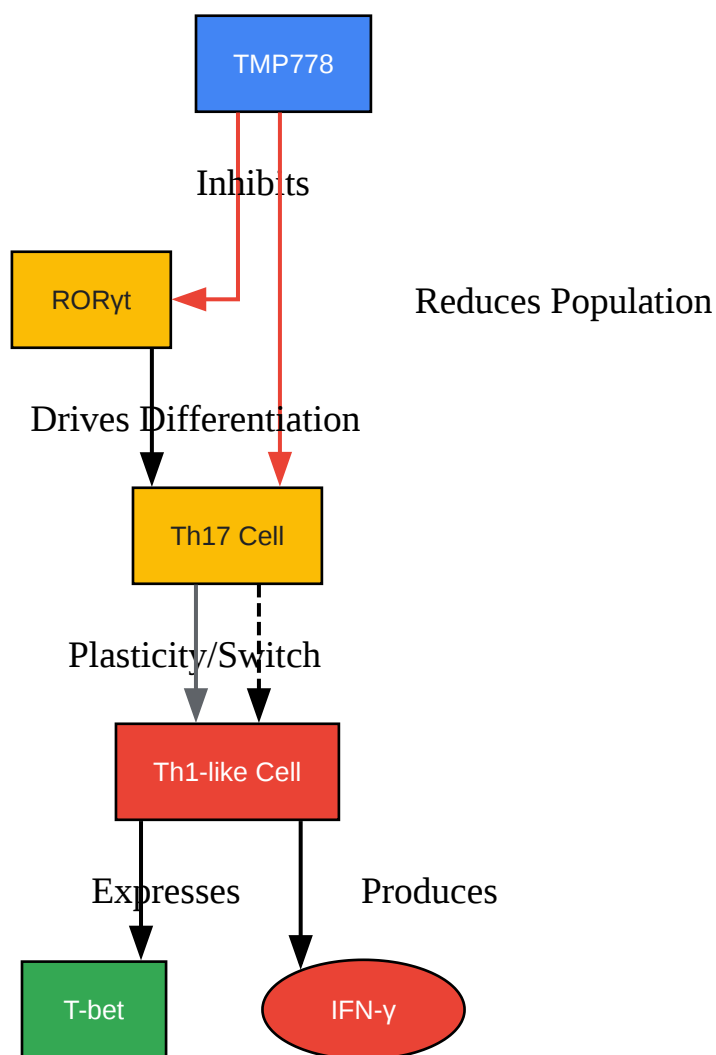 TMP778
Inhibits
RORγt
Reduces Population
Drives Differentiation
Th17 Cell
Plasticity/Switch
Th1-like Cell
Expresses
Produces
T-bet
IFN-γ